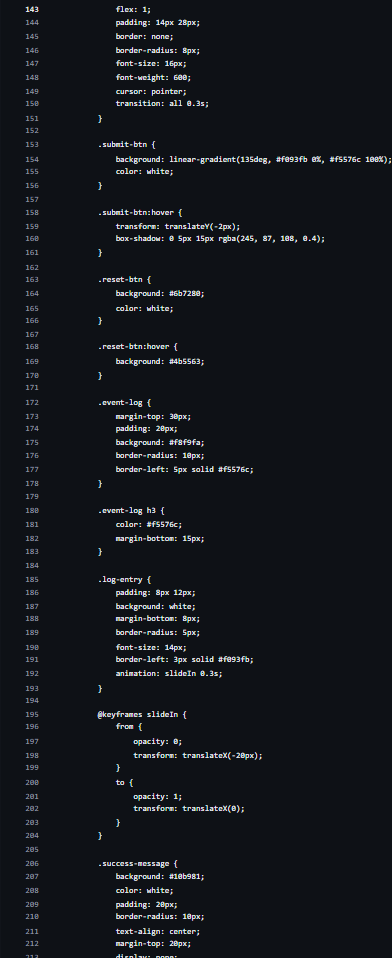 143 flex: 1;
144 padding: 14px 28px;
145 border: none;
146 border-radius: 8px;
147 font-size: 16px;
148 font-weight: 600;
149 cursor: pointer;
150 transition: all 0.3s;
151 }
152
153 .submit-btn {
154 background: linear-gradient(135deg, #f093fb 0%, #f5576c 100%);
155 color: white;
156 }
157
158 .submit-btn:hover {
159 transform: translateY(-2px);
160 box-shadow: 0 5px 15px rgba(245, 87, 108, 0.4);
161 }
162
163 .reset-btn {
164 background: #6b7280;
165 color: white;
166 }
167
168 .reset-btn:hover {
169 background: #4b5563;
170 }
171
172 .event-log {
173 margin-top: 30px;
174 padding: 20px;
175 background: #f8f9fa;
176 border-radius: 10px;
177 border-left: 5px solid #f5576c;
178 }
179
180 .event-log h3 {
181 color: #f5576c;
182 margin-bottom: 15px;
183 }
184
185 .log-entry {
186 padding: 8px 12px;
187 background: white;
188 margin-bottom: 8px;
189 border-radius: 5px;
190 font-size: 14px;
191 border-left: 3px solid #f093fb;
192 animation: slideIn 0.3s;
193 }
194
195 @keyframes slideIn {
196 from {
197 opacity: 0;
198 transform: translateX(-20px);
199 }
200 to {
201 opacity: 1;
202 transform: translateX(0);
203 }
204 }
205
206 .success-message {
207 background: #10b981;
208 color: white;
209 padding: 20px;
210 border-radius: 10px;
211 text-align: center;
212 margin-top: 20px;
213 display: none;